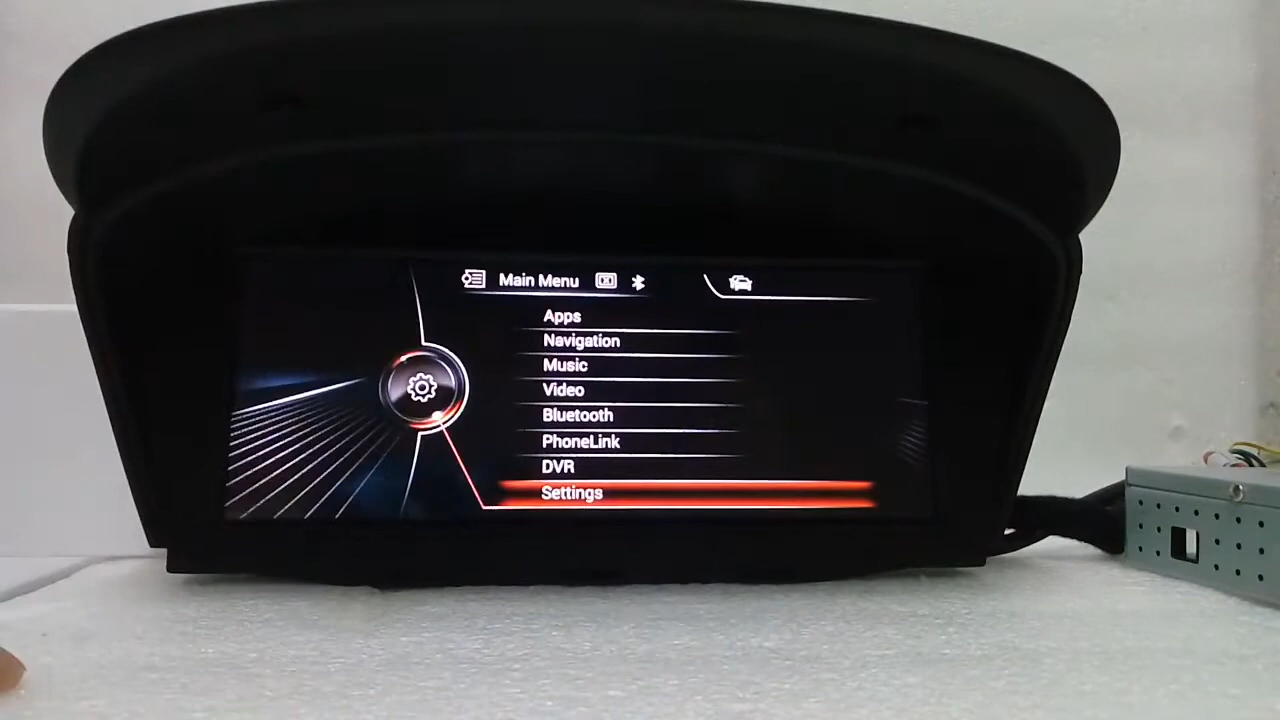 Main Menu
Apps
Navigation
Music
Video
Bluetooth
PhoneLink
DVR
Settings